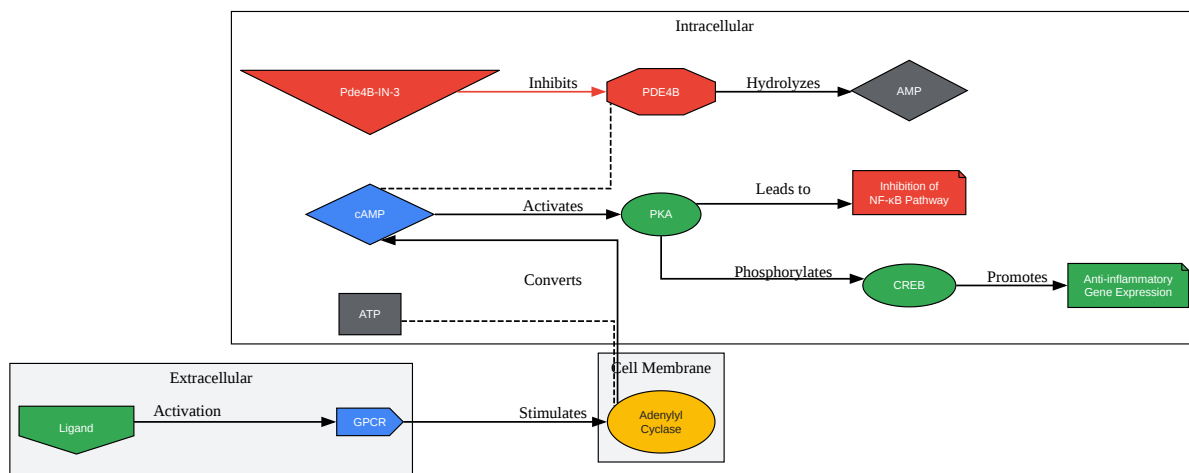 Intracellular
Pde4B-IN-3
Inhibits
PDE4B
Hydrolyzes
AMP
cAMP
Activates
PKA
Leads to
Inhibition of
NF-κB Pathway
Converts
Phosphorylates
CREB
Promotes
Anti-inflammatory
Gene Expression
ATP
Extracellular
Cell Membrane
Ligand
Activation
GPCR
Stimulates
Adenylyl
Cyclase